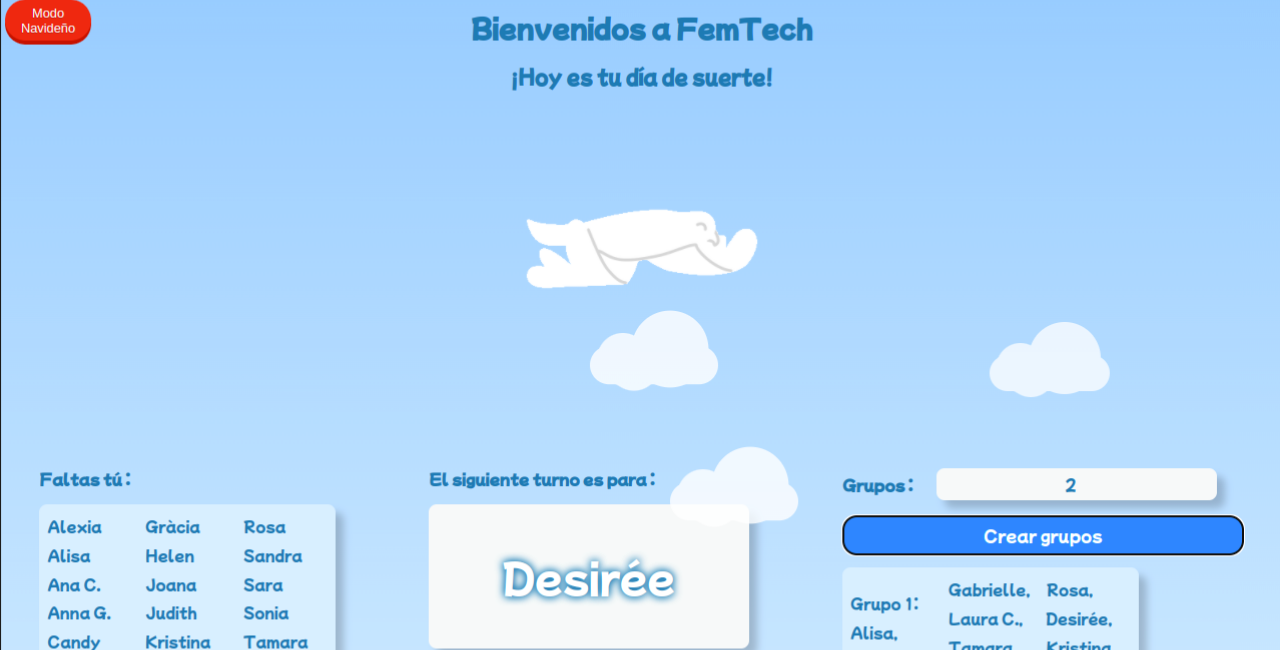 Modo
Navideño
Bienvenidos a FemTech
¡Hoy es tu día de suerte!
Faltas tú:
Alexia Gràcia Rosa
Alisa Helen Sandra
Ana C. Joana Sara
Anna G. Judith Sonia
Candy Kristina Tamara
El siguiente turno es para:
Desirée
Grupos: 2
Crear grupos
Grupo 1:
Alisa,
Gabrielle,
Laura C.,
Tamara
Rosa,
Desirée,
Kristina